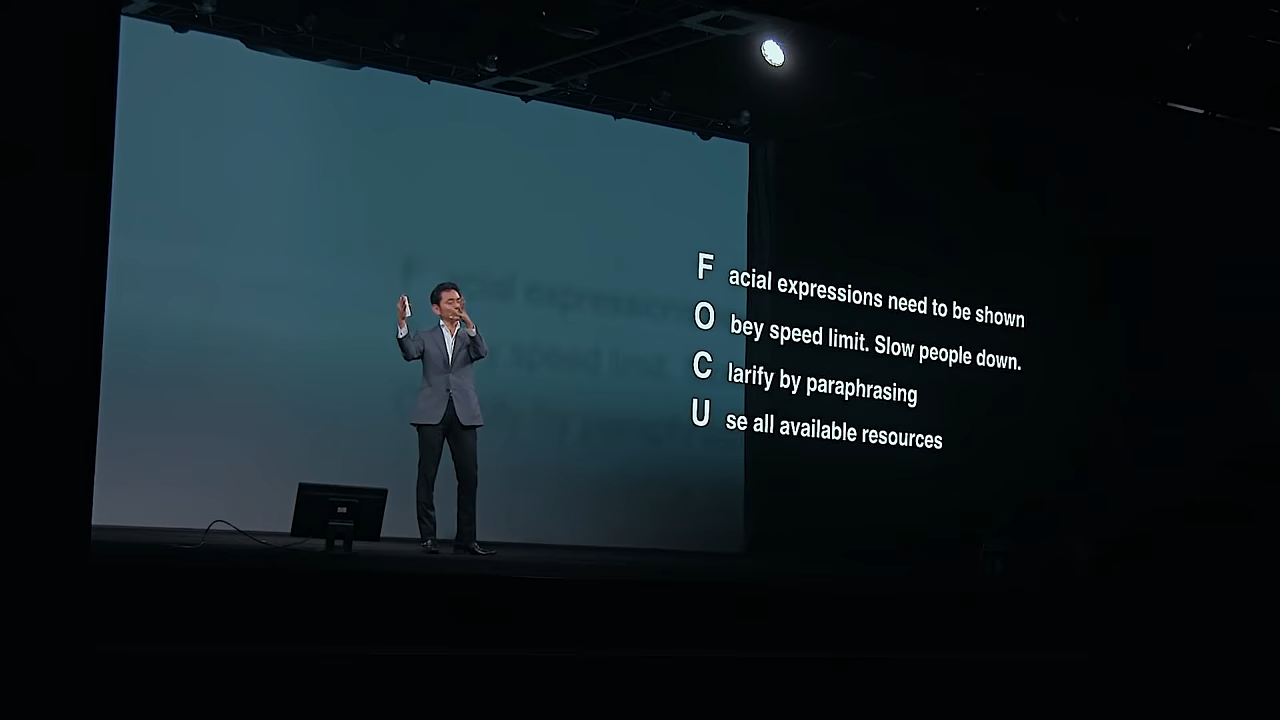 F acial expressions need to be shown
O bey speed limit. Slow people down.
C larify by paraphrasing
U se all available resources